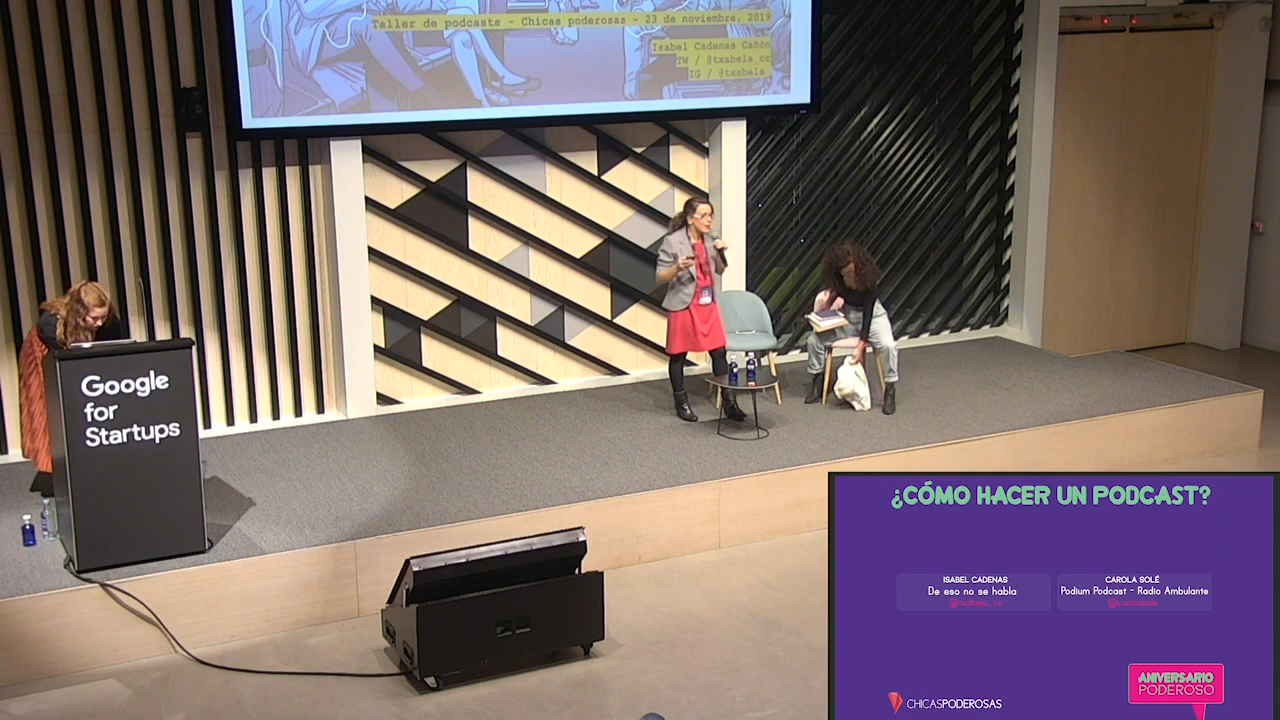 Taller de podcasts - Chicas poderosas - 23 de noviembre, 2019
Isabel Cadenas Cañón
TW / @txabela_cc
IG / @txabela_
Google
for
Startups
¿CÓMO HACER UN PODCAST?
ISABEL CADENAS
De eso no se habla
CAROLA SOLÉ
Podium Podcast - Radio Ambulante
CHICASPODEROSAS
ANIVERSARIO
PODEROSO